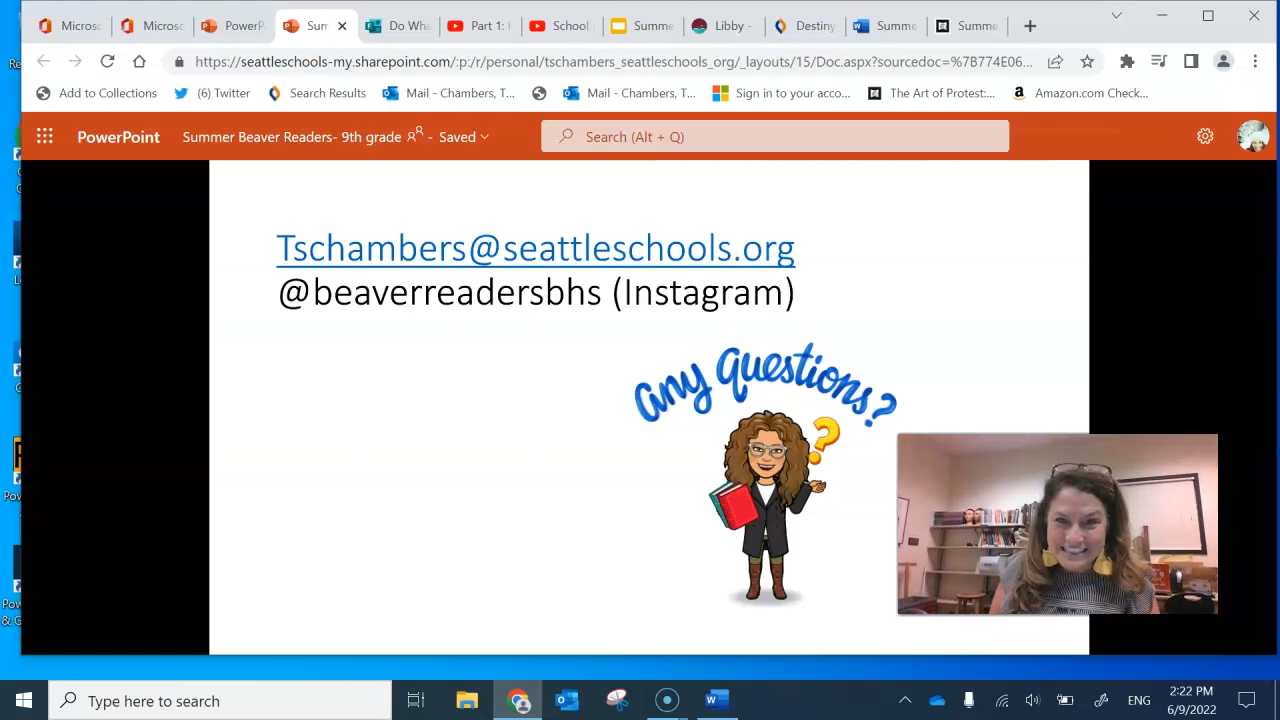 Microso
Microso
PowerP
Sum
Do Wha
Part 1:
School
Summe
Libby -
Destiny
Summe
Summe
https://seattleschools-my.sharepoint.com/:p:/r/personal/tschambers_seattleschools_org/_layouts/15/Doc.aspx?sourcedoc=%7B774E06...
Add to Collections
(6) Twitter
Search Results
Mail - Chambers, T...
Mail - Chambers, T...
Sign in to your acco...
The Art of Protest:...
Amazon.com Check...
PowerPoint
Summer Beaver Readers- 9th grade - Saved
Search (Alt + Q)
Tschambers@seattleschools.org
@beaverreadersbhs (Instagram)
any questions?
?
Type here to search
ENG
2:22 PM
6/9/2022